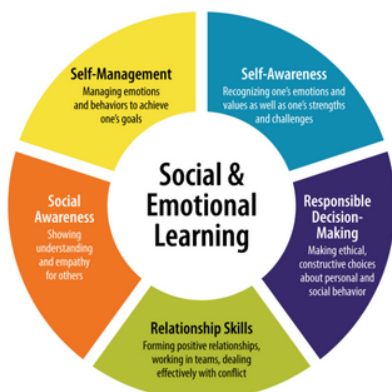 Self-Management
Managing emotions
and behaviors to achieve
one's goals
Self-Awareness
Recognizing one's emotions and
values as well as one's strengths
and challenges
Social
Awareness
Showing
understanding
and empathy
for others
Social &
Emotional
Learning
Responsible
Decision-
Making
Making ethical,
constructive choices
about personal and
social behavior
Relationship Skills
Forming positive relationships,
working in teams, dealing
effectively with conflict